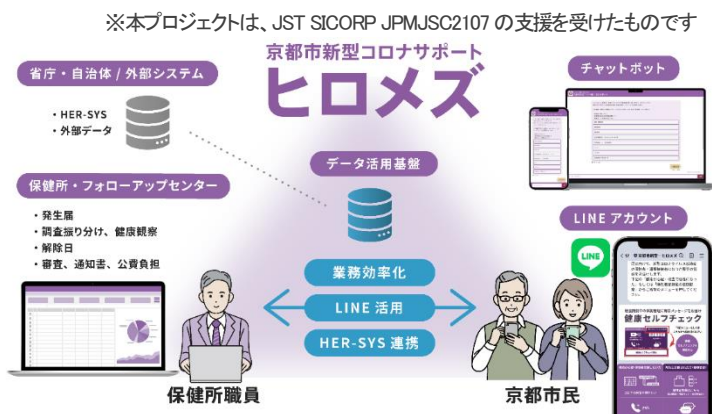 ※本プロジェクトは、JST SICORP JPMJSC2107 の支援を受けたものです
京都市新型コロナサポート
ヒロメズ
省庁・自治体 / 外部システム
・HER-SYS
・外部データ
チャットボット
データ活用基盤
保健所・フォローアップセンター
・発生届
・調査振り分け、健康観察
・解除日
・審査、通知書、公費負担
LINE アカウント
LINE
業務効率化
LINE 活用
HER-SYS 連携
健康セルフチェック
保健所職員
京都市民